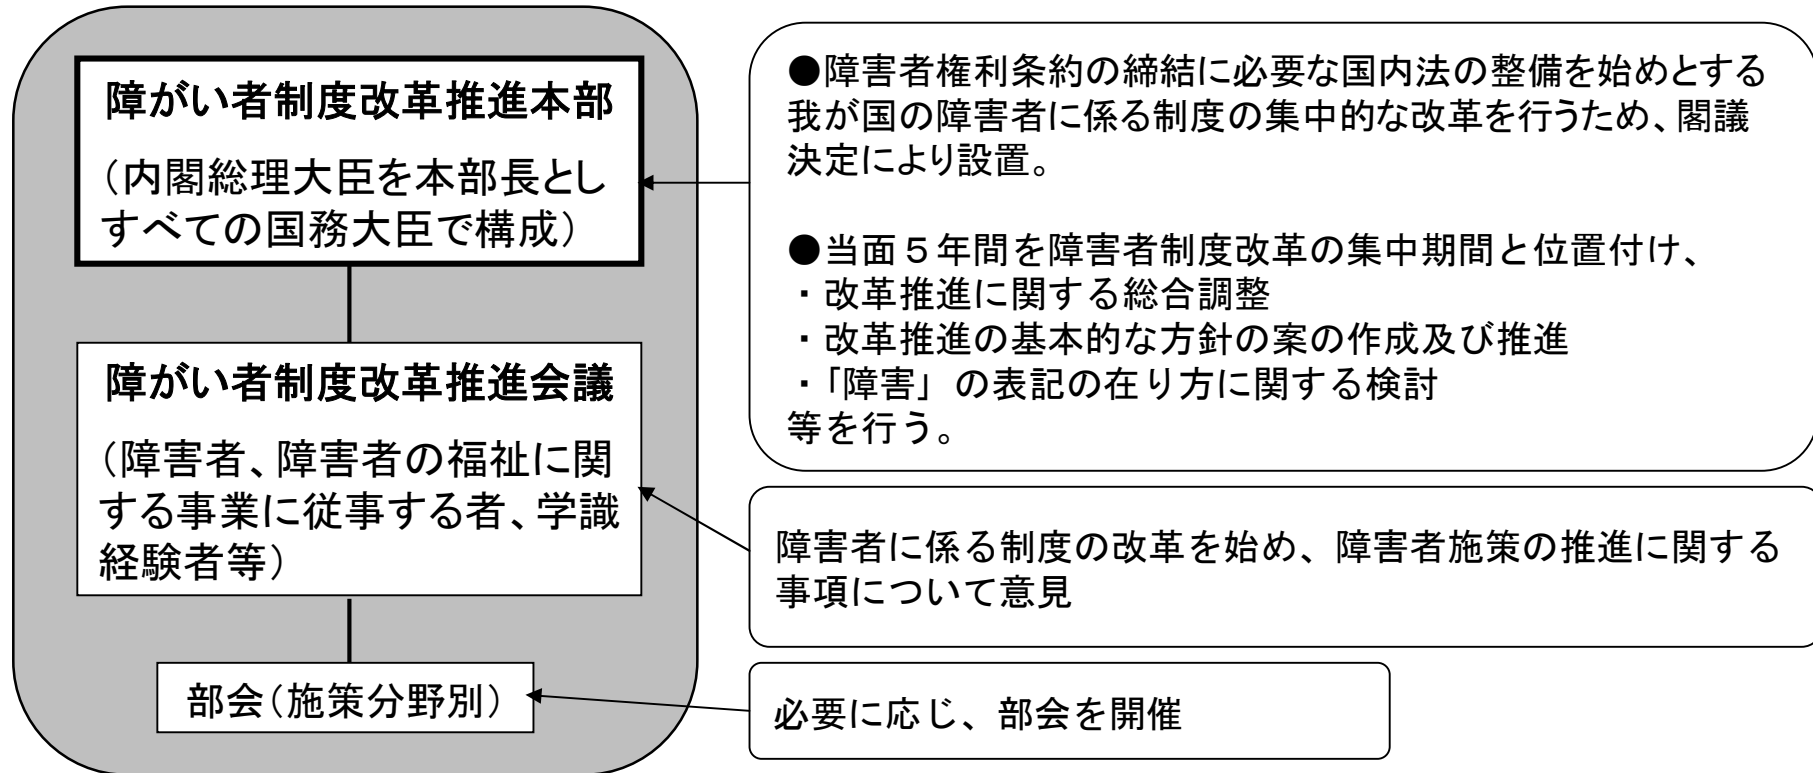 障がい者制度改革推進本部
（内閣総理大臣を本部長とし
すべての国務大臣で構成）
●障害者権利条約の締結に必要な国内法の整備を始めとする
我が国の障害者に係る制度の集中的な改革を行うため、閣議
決定により設置。
●当面５年間を障害者制度改革の集中期間と位置付け、
・改革推進に関する総合調整
・改革推進の基本的な方針の案の作成及び推進
・「障害」の表記の在り方に関する検討
等を行う。
障がい者制度改革推進会議
（障害者、障害者の福祉に関
する事業に従事する者、学識
経験者等）
障害者に係る制度の改革を始め、障害者施策の推進に関する
事項について意見
部会（施策分野別）
必要に応じ、部会を開催